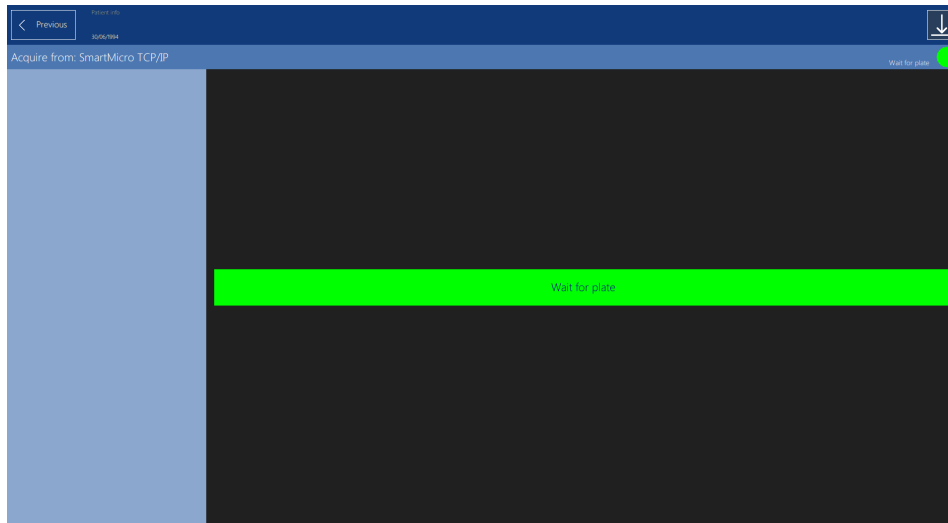 Previous
Patient info
30/06/1994
Acquire from: SmartMicro TCP/IP
Wait for plate
Wait for plate